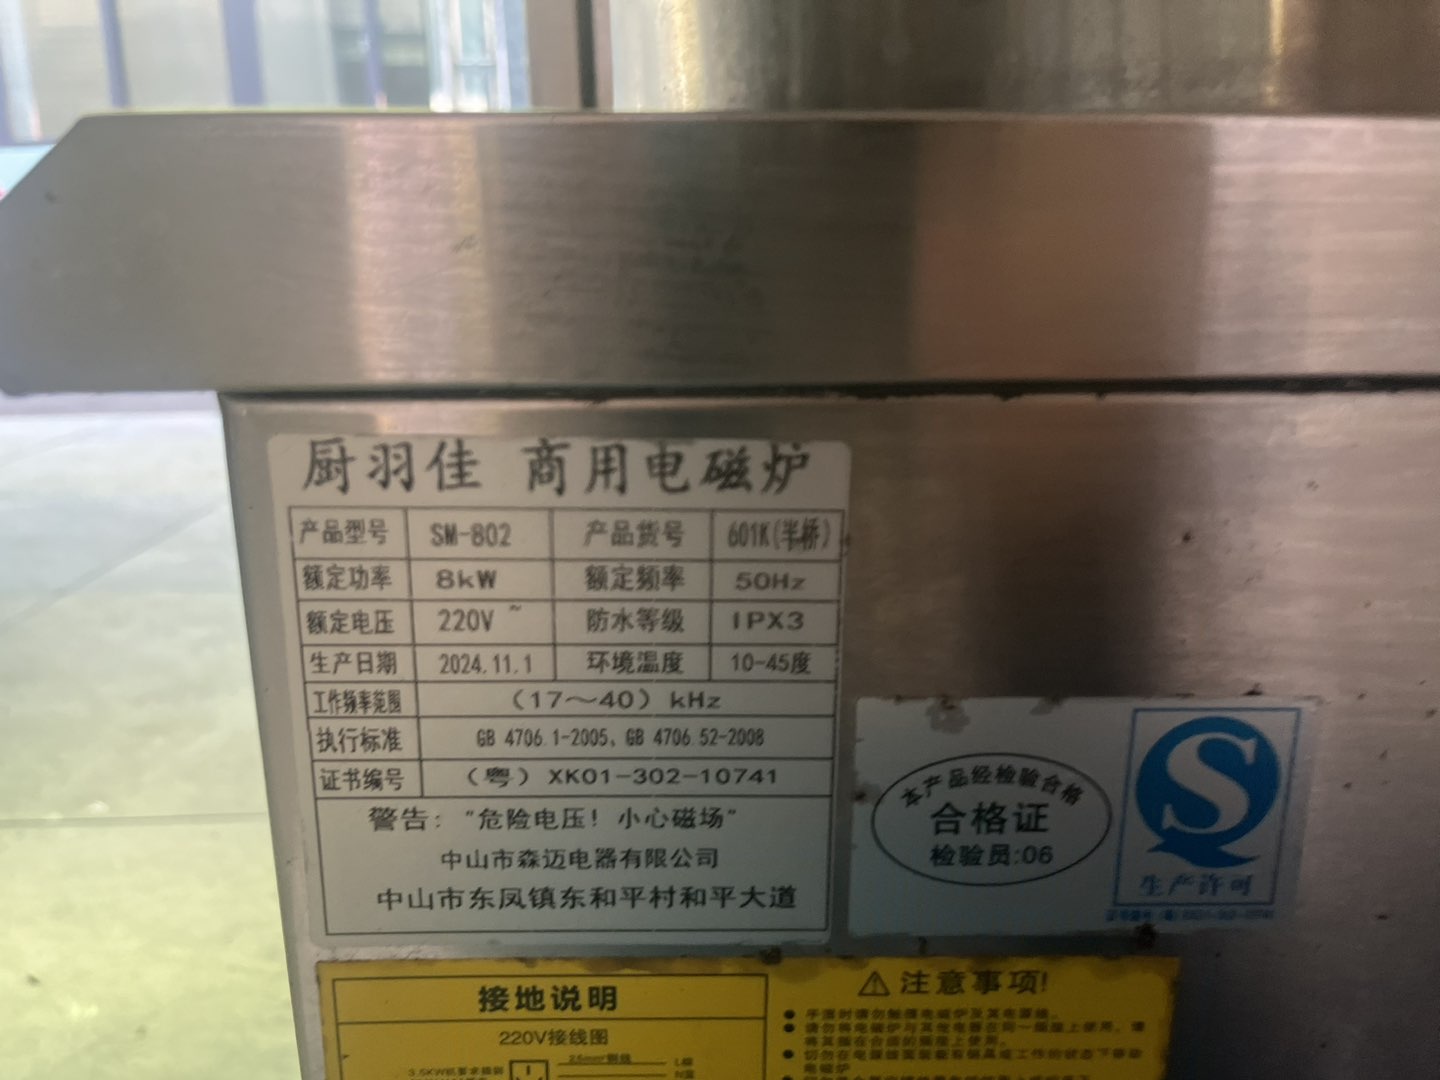 厨羽佳 商用电磁炉
产品型号 SM-802 产品货号 601K(半桥)
额定功率 8kW 额定频率 50Hz
额定电压 220V~ 防水等级 IPX3
生产日期 2024.11.1 环境温度 10-45度
工作频率范围 (17～40) kHz
执行标准 GB 4706.1-2005、GB 4706.52-2008
证书编号 (粤) XK01-302-10741
警告: "危险电压! 小心磁场"
中山市森迈电器有限公司
中山市东凤镇东和平村和平大道
本产品经检验合格
合格证
检验员:06
生产许可
接地说明
220V接线图
注意事项!